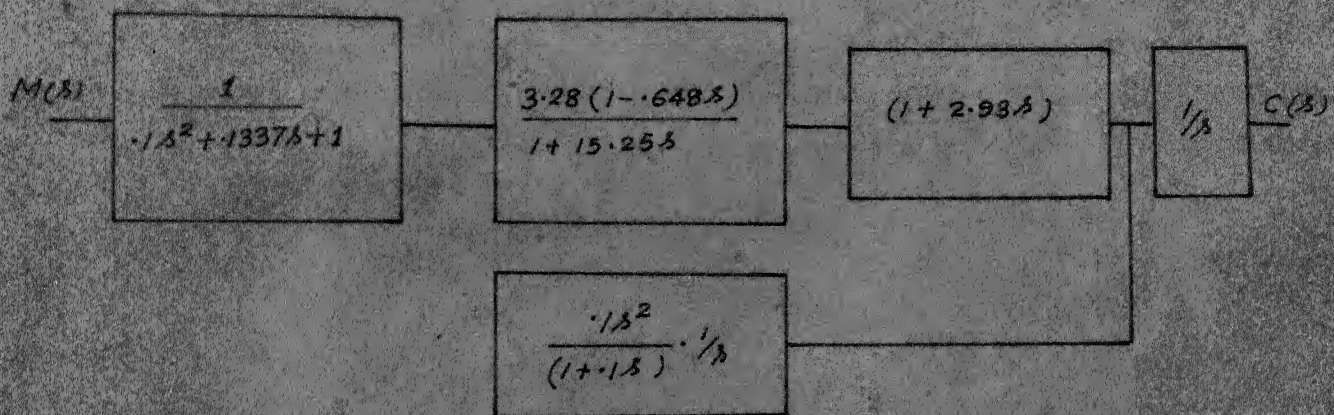 M(s)
1
.1s²+.1337s+1
3.28 (1-.648s)
1+ 15.25s
(1+ 2.93s)
1/s
C(s)
.1s²
(1+.1s)
. 1/s